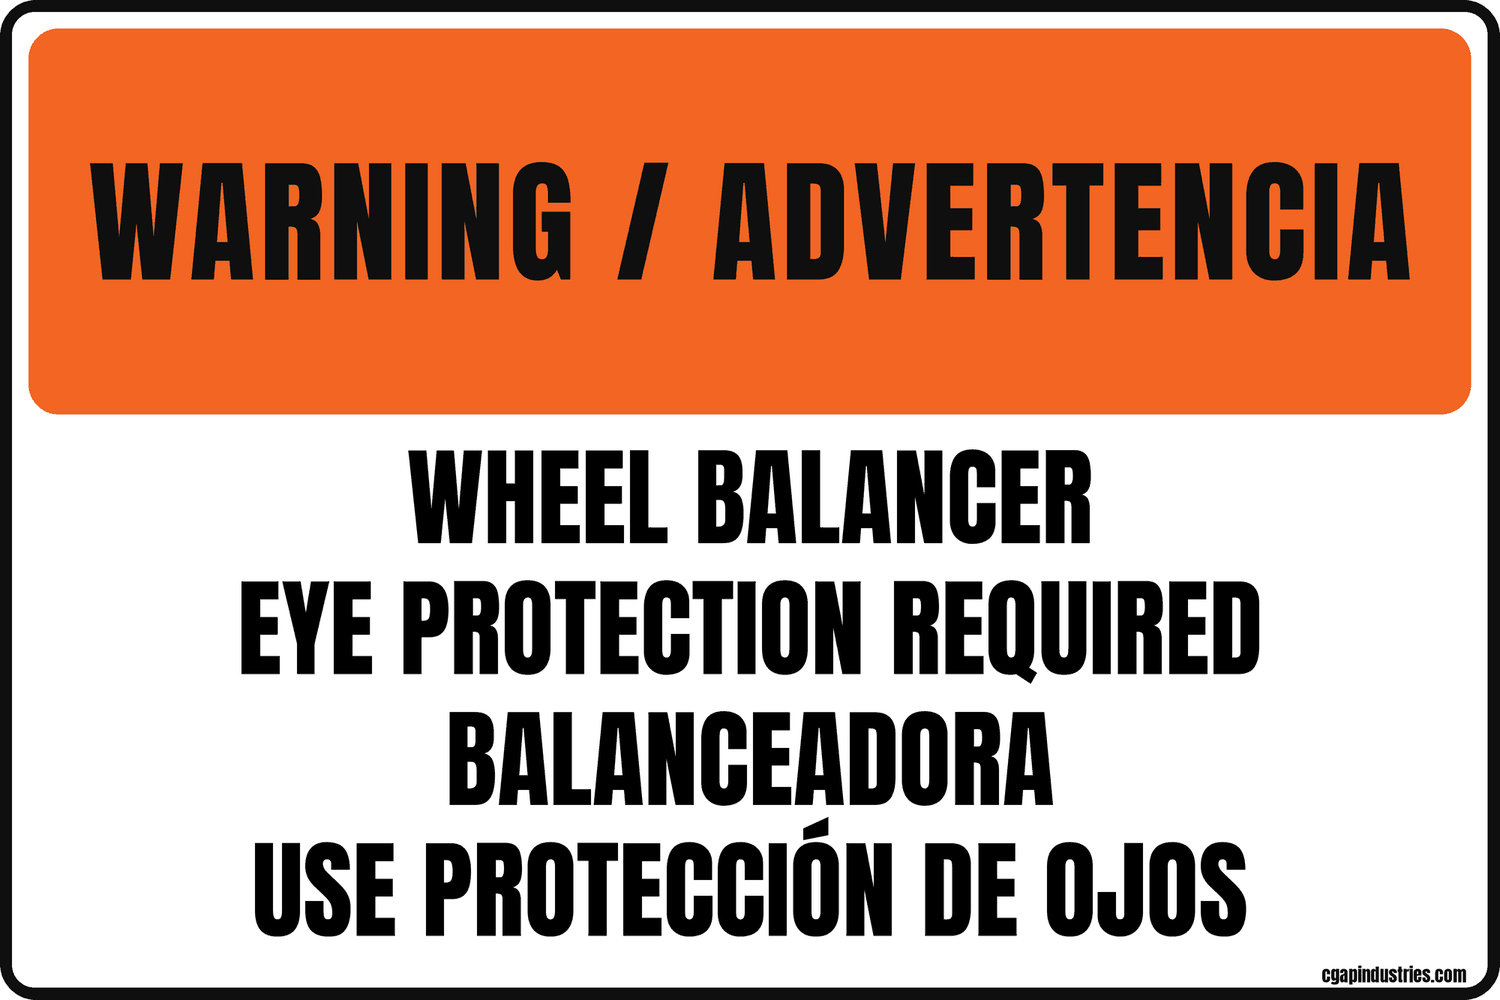 WARNING / ADVERTENCIA
WHEEL BALANCER
EYE PROTECTION REQUIRED
BALANCEADORA
USE PROTECCIÓN DE OJOS
cgapindustries.com